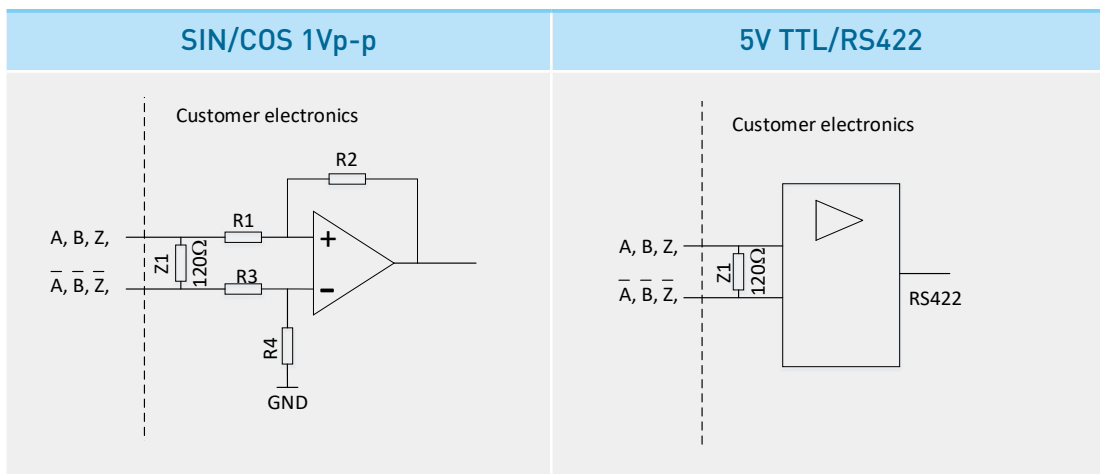 SIN/COS 1Vp-p
5V TTL/RS422
Customer electronics
R2
R1
A, B, Z,
+
Z1
120Ω
A̅, B̅, Z̅,
R3
−
R4
GND
Customer electronics
A, B, Z,
Z1
120Ω
A̅, B̅, Z̅,
RS422